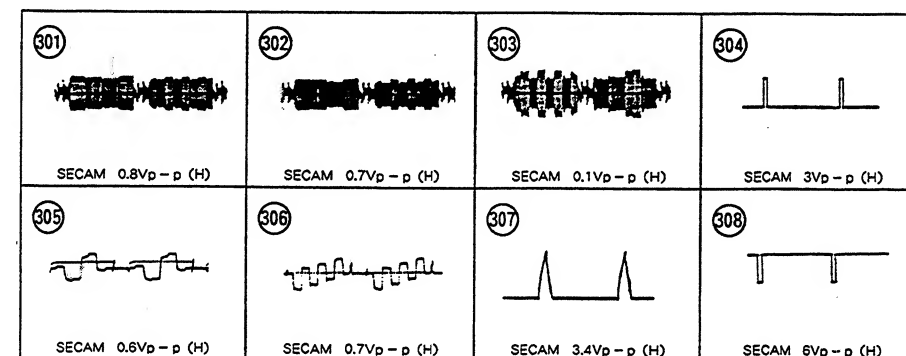 301 302 303 304
SECAM 0.8Vp-p (H) SECAM 0.7Vp-p (H) SECAM 0.1Vp-p (H) SECAM 3Vp-p (H)
305 306 307 308
SECAM 0.6Vp-p (H) SECAM 0.7Vp-p (H) SECAM 3.4Vp-p (H) SECAM 6Vp-p (H)